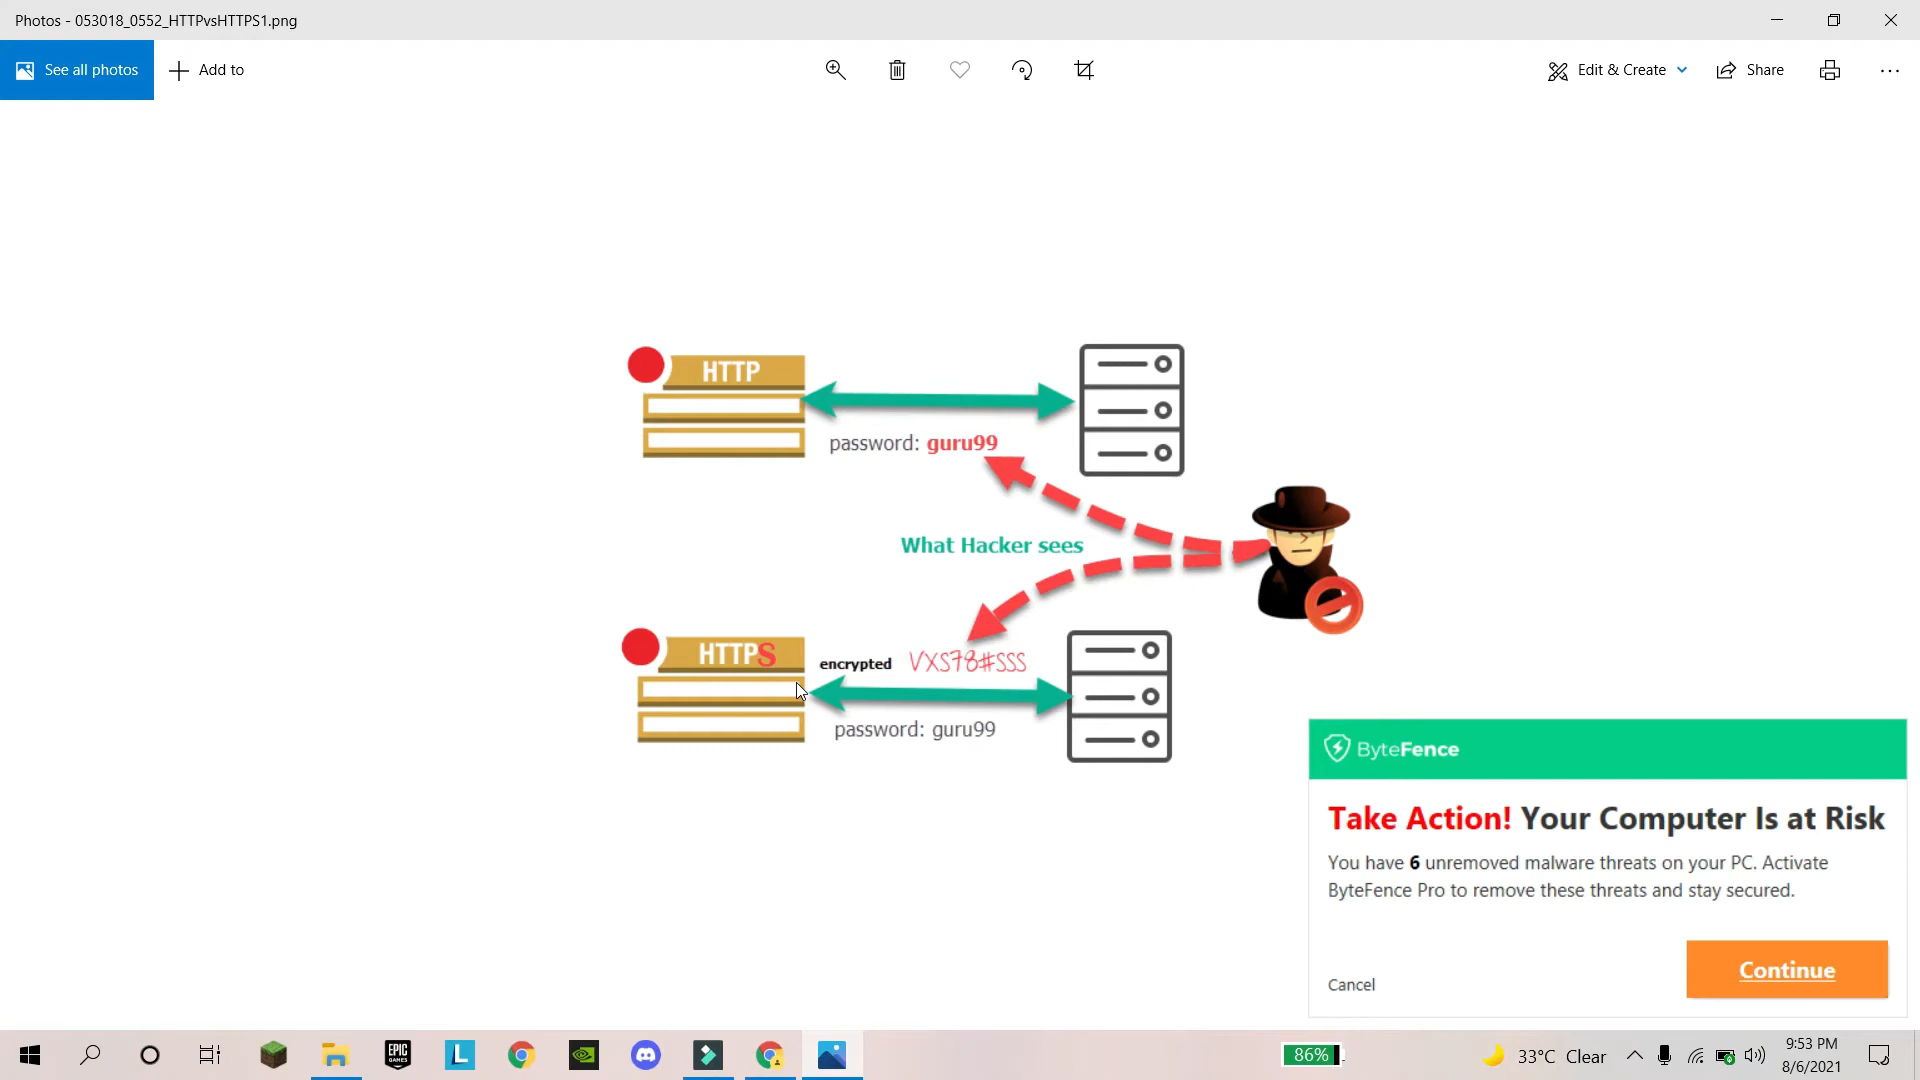 Photos - 053018_0552_HTTPvsHTTPS1.png
See all photos
Add to
Edit & Create
Share
HTTP
password: guru99
What Hacker sees
HTTPS
encrypted
VXS78#SSS
password: guru99
ByteFence
Take Action! Your Computer Is at Risk
You have 6 unremoved malware threats on your PC. Activate
ByteFence Pro to remove these threats and stay secured.
Cancel
Continue
EPIC
GAMES
L
86%
33°C Clear
9:53 PM
8/6/2021